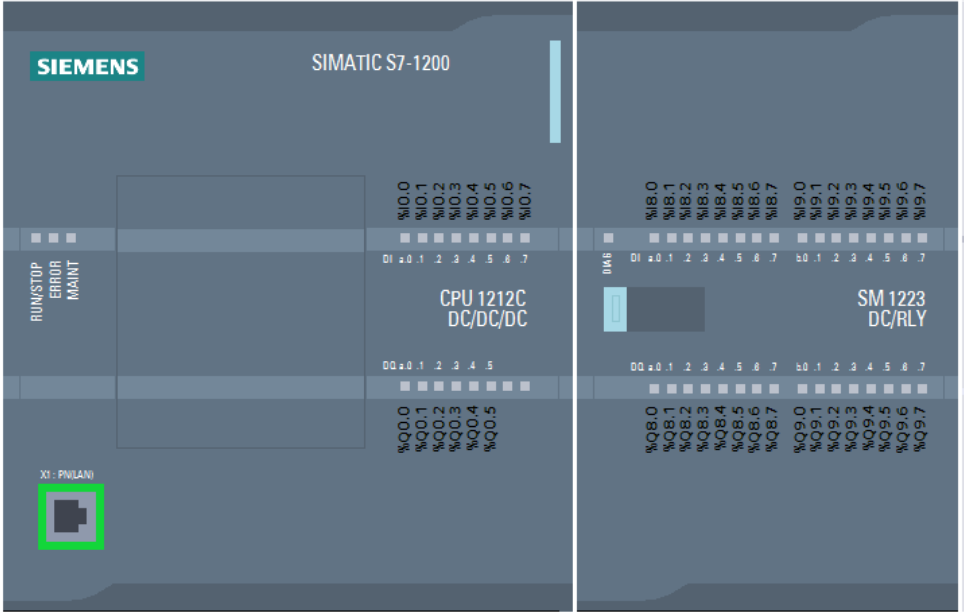 SIEMENS
SIMATIC S7-1200
%I0.0 %I0.1 %I0.2 %I0.3 %I0.4 %I0.5 %I0.6 %I0.7
%I8.0 %I8.1 %I8.2 %I8.3 %I8.4 %I8.5 %I8.6 %I8.7 %I9.0 %I9.1 %I9.2 %I9.3 %I9.4 %I9.5 %I9.6 %I9.7
RUN/STOP
ERROR
MAINT
DI a.0 .1 .2 .3 .4 .5 .6 .7
DIAG
DI a.0 .1 .2 .3 .4 .5 .6 .7 b.0 .1 .2 .3 .4 .5 .6 .7
CPU 1212C
DC/DC/DC
SM 1223
DC/RLY
DQ a.0 .1 .2 .3 .4 .5
DQ a.0 .1 .2 .3 .4 .5 .6 .7 b.0 .1 .2 .3 .4 .5 .6 .7
%Q0.0 %Q0.1 %Q0.2 %Q0.3 %Q0.4 %Q0.5
%Q8.0 %Q8.1 %Q8.2 %Q8.3 %Q8.4 %Q8.5 %Q8.6 %Q8.7 %Q9.0 %Q9.1 %Q9.2 %Q9.3 %Q9.4 %Q9.5 %Q9.6 %Q9.7
X1 : PN(LAN)